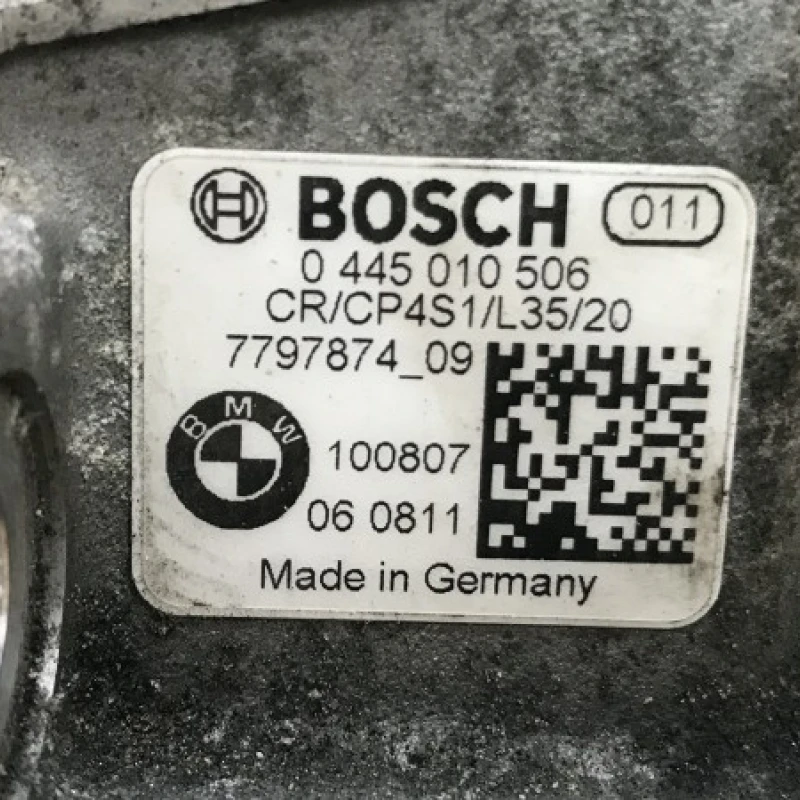 BOSCH 011
0 445 010 506
CR/CP4S1/L35/20
7797874_09
BMW
100807
06 0811
Made in Germany